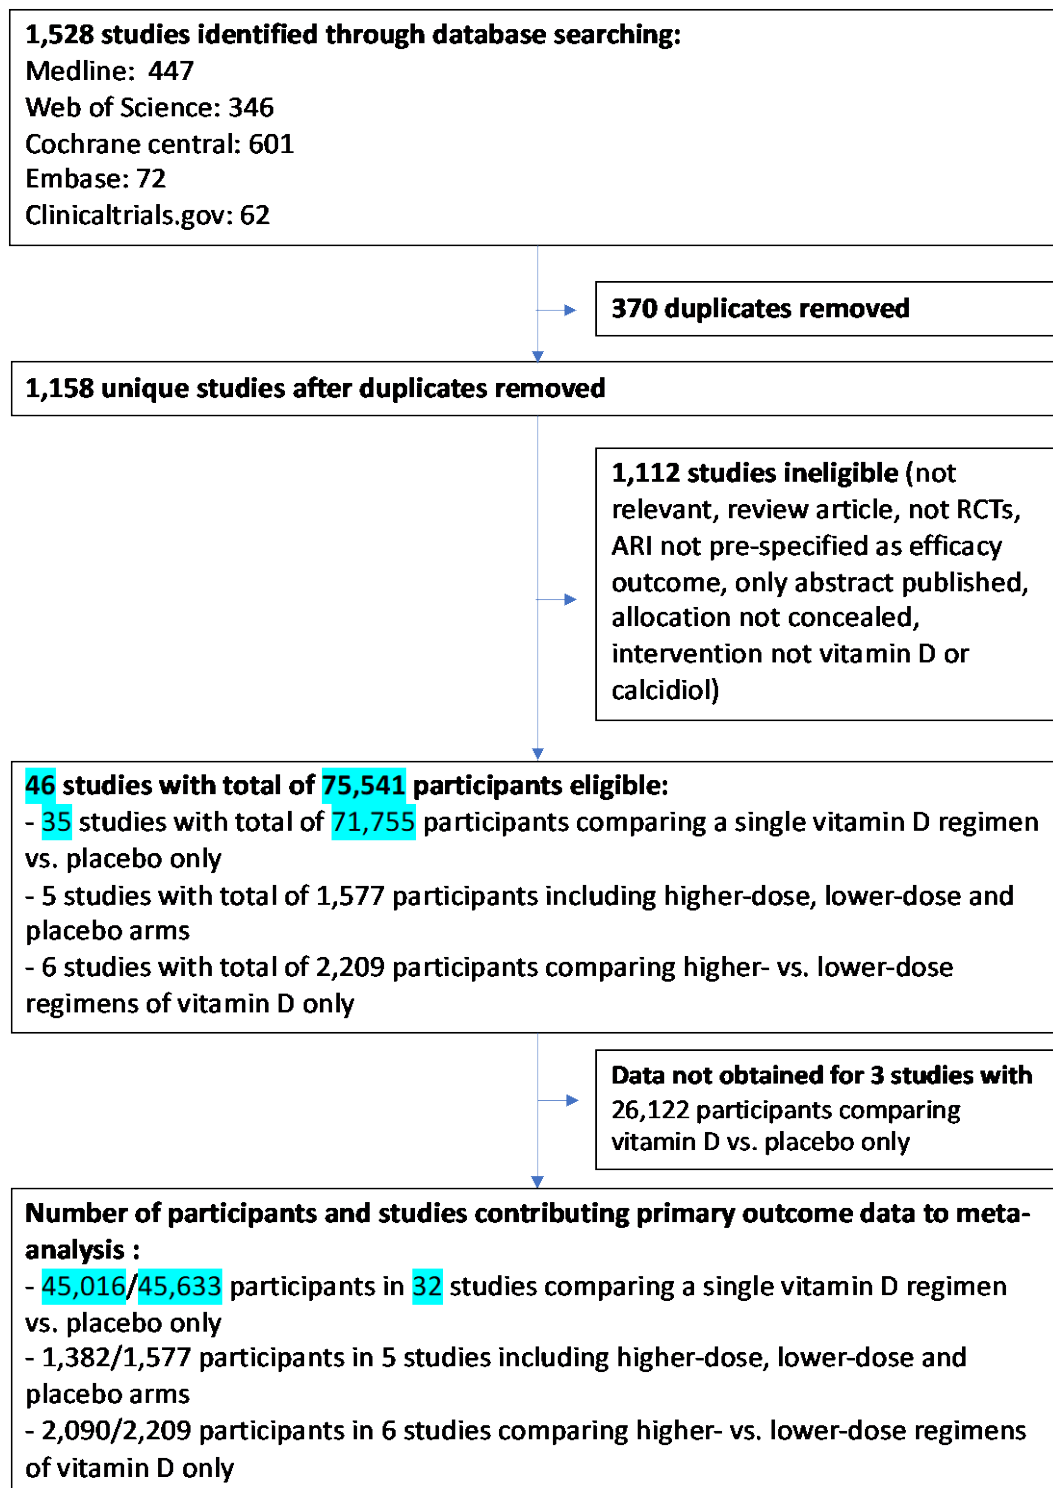 1,528 studies identified through database searching:
Medline:  447
Web of Science: 346
Cochrane central: 601
Embase: 72
Clinicaltrials.gov: 62
370 duplicates removed
1,158 unique studies after duplicates removed
1,112 studies ineligible (not
relevant, review article, not RCTs,
ARI not pre-specified as efficacy
outcome, only abstract published,
allocation not concealed,
intervention not vitamin D or
calcidiol)
46 studies with total of 75,541 participants eligible:
- 35 studies with total of 71,755 participants comparing a single vitamin D regimen
vs. placebo only
- 5 studies with total of 1,577 participants including higher-dose, lower-dose and
placebo arms
- 6 studies with total of 2,209 participants comparing higher- vs. lower-dose
regimens of vitamin D only
Data not obtained for 3 studies with
26,122 participants comparing
vitamin D vs. placebo only
Number of participants and studies contributing primary outcome data to meta-
analysis :
- 45,016/45,633 participants in 32 studies comparing a single vitamin D regimen
vs. placebo only
- 1,382/1,577 participants in 5 studies including higher-dose, lower-dose and
placebo arms
- 2,090/2,209 participants in 6 studies comparing higher- vs. lower-dose regimens
of vitamin D only